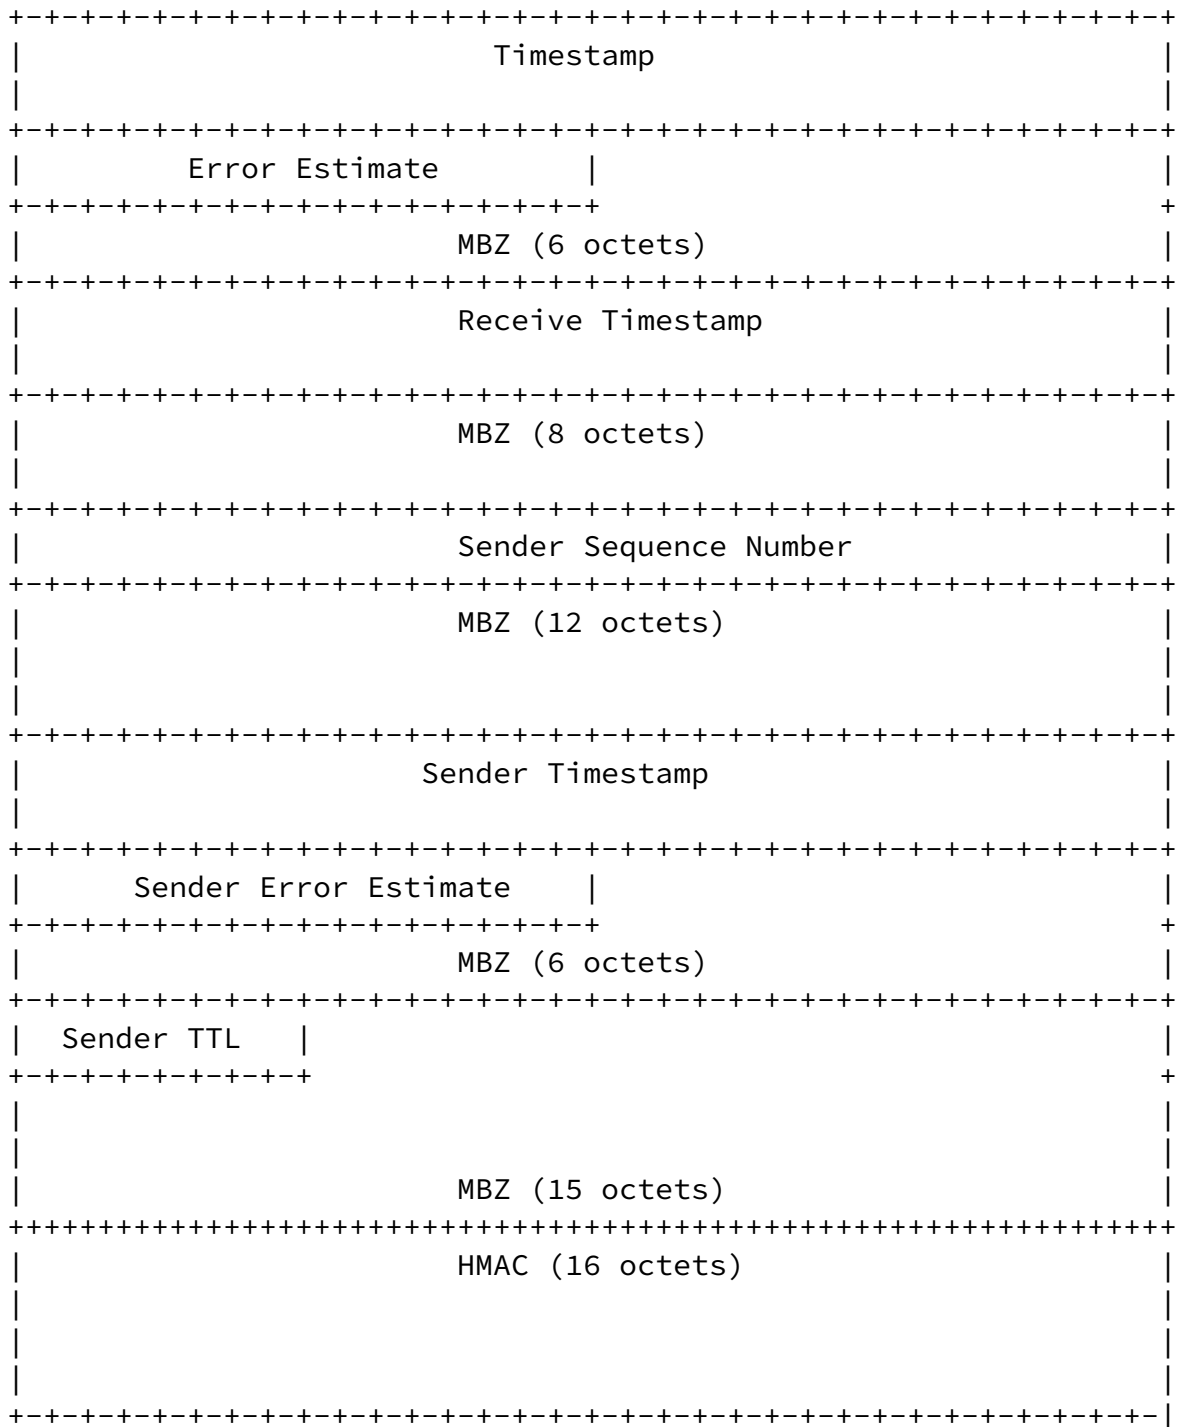 +-+-+-+-+-+-+-+-+-+-+-+-+-+-+-+-+-+-+-+-+-+-+-+-+-+-+-+-+-+-+-+-+
|                          Timestamp                            |
|                                                               |
+-+-+-+-+-+-+-+-+-+-+-+-+-+-+-+-+-+-+-+-+-+-+-+-+-+-+-+-+-+-+-+-+
|         Error Estimate        |                               |
+-+-+-+-+-+-+-+-+-+-+-+-+-+-+-+-+                               +
|                        MBZ (6 octets)                         |
+-+-+-+-+-+-+-+-+-+-+-+-+-+-+-+-+-+-+-+-+-+-+-+-+-+-+-+-+-+-+-+-+
|                        Receive Timestamp                      |
|                                                               |
+-+-+-+-+-+-+-+-+-+-+-+-+-+-+-+-+-+-+-+-+-+-+-+-+-+-+-+-+-+-+-+-+
|                        MBZ (8 octets)                         |
|                                                               |
+-+-+-+-+-+-+-+-+-+-+-+-+-+-+-+-+-+-+-+-+-+-+-+-+-+-+-+-+-+-+-+-+
|                        Sender Sequence Number                 |
+-+-+-+-+-+-+-+-+-+-+-+-+-+-+-+-+-+-+-+-+-+-+-+-+-+-+-+-+-+-+-+-+
|                        MBZ (12 octets)                        |
|                                                               |
|                                                               |
+-+-+-+-+-+-+-+-+-+-+-+-+-+-+-+-+-+-+-+-+-+-+-+-+-+-+-+-+-+-+-+-+
|                      Sender Timestamp                         |
|                                                               |
+-+-+-+-+-+-+-+-+-+-+-+-+-+-+-+-+-+-+-+-+-+-+-+-+-+-+-+-+-+-+-+-+
|      Sender Error Estimate    |                               |
+-+-+-+-+-+-+-+-+-+-+-+-+-+-+-+-+                               +
|                        MBZ (6 octets)                         |
+-+-+-+-+-+-+-+-+-+-+-+-+-+-+-+-+-+-+-+-+-+-+-+-+-+-+-+-+-+-+-+-+
|  Sender TTL   |                                               |
+-+-+-+-+-+-+-+-+                                               +
|                                                               |
|                                                               |
|                        MBZ (15 octets)                        |
+++++++++++++++++++++++++++++++++++++++++++++++++++++++++++++++++
|                        HMAC (16 octets)                       |
|                                                               |
|                                                               |
|                                                               |
+-+-+-+-+-+-+-+-+-+-+-+-+-+-+-+-+-+-+-+-+-+-+-+-+-+-+-+-+-+-+-+-|